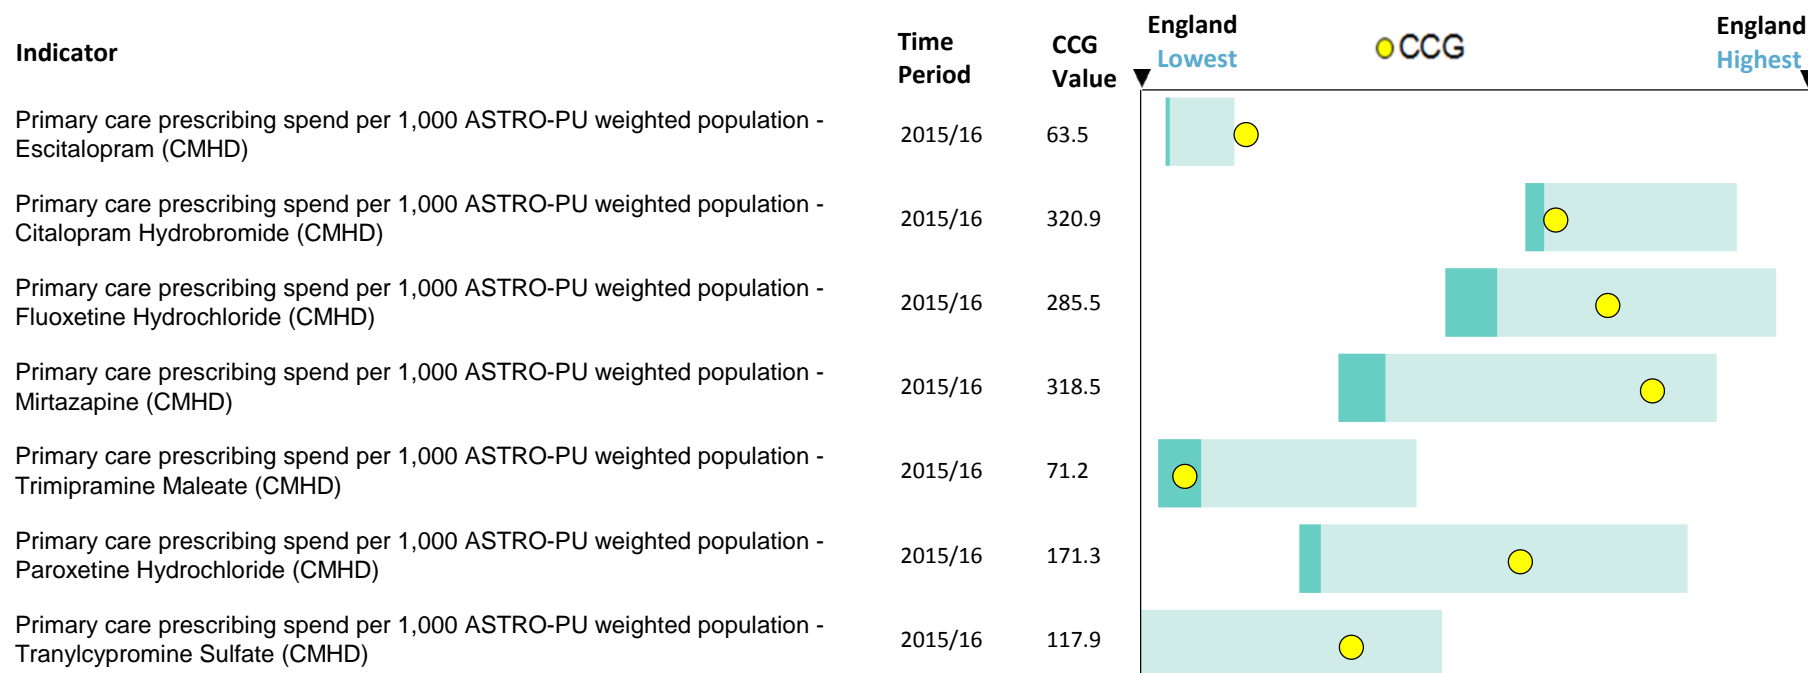 Indicator
Time
Period
CCG
Value
England
Lowest
CCG
England
Highest
Primary care prescribing spend per 1,000 ASTRO-PU weighted population -
Escitalopram (CMHD)
2015/16
63.5
Primary care prescribing spend per 1,000 ASTRO-PU weighted population -
Citalopram Hydrobromide (CMHD)
2015/16
320.9
Primary care prescribing spend per 1,000 ASTRO-PU weighted population -
Fluoxetine Hydrochloride (CMHD)
2015/16
285.5
Primary care prescribing spend per 1,000 ASTRO-PU weighted population -
Mirtazapine (CMHD)
2015/16
318.5
Primary care prescribing spend per 1,000 ASTRO-PU weighted population -
Trimipramine Maleate (CMHD)
2015/16
71.2
Primary care prescribing spend per 1,000 ASTRO-PU weighted population -
Paroxetine Hydrochloride (CMHD)
2015/16
171.3
Primary care prescribing spend per 1,000 ASTRO-PU weighted population -
Tranylcypromine Sulfate (CMHD)
2015/16
117.9